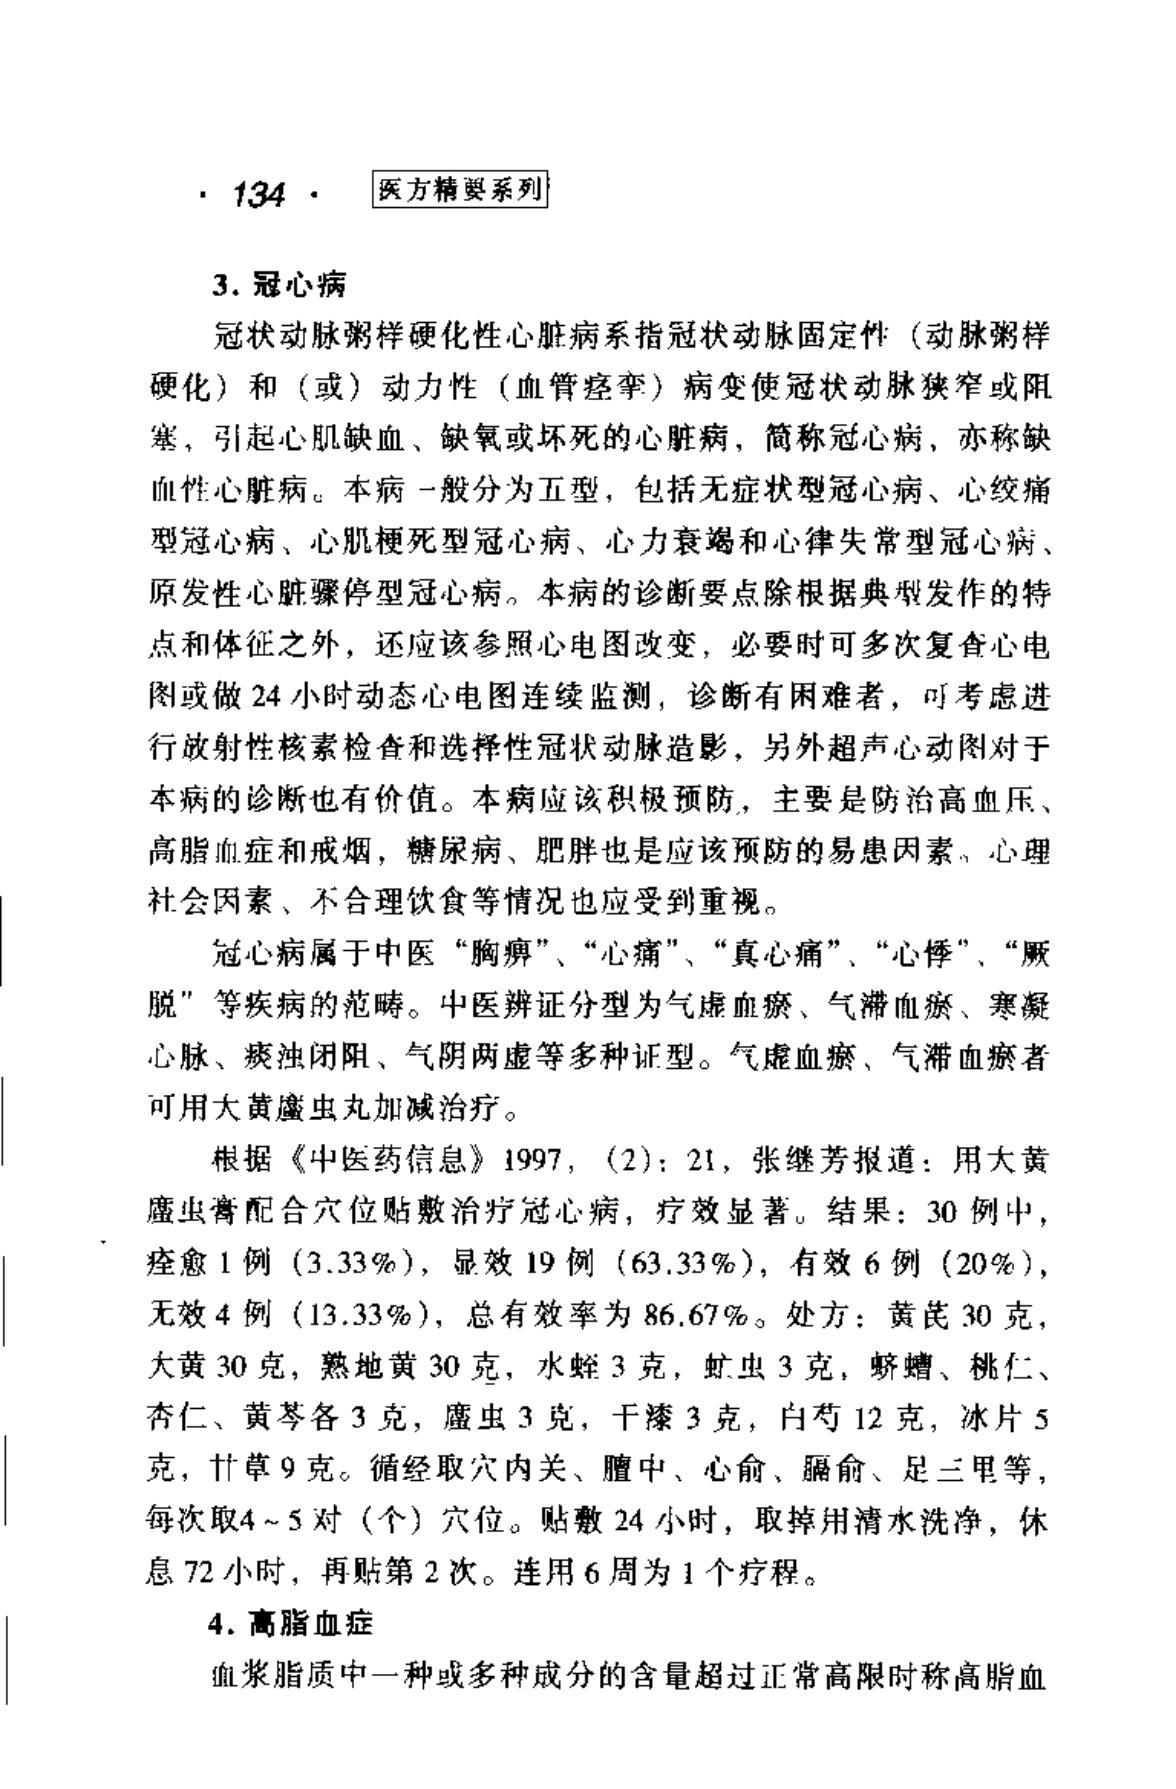 · 134 · 医方精要系列
3. 冠心病
冠状动脉粥样硬化性心脏病系指冠状动脉固定性（动脉粥样
硬化）和（或）动力性（血管痉挛）病变使冠状动脉狭窄或阻
塞，引起心肌缺血、缺氧或坏死的心脏病，简称冠心病，亦称缺
血性心脏病。本病一般分为五型，包括无症状型冠心病、心绞痛
型冠心病、心肌梗死型冠心病、心力衰竭和心律失常型冠心病、
原发性心脏骤停型冠心病。本病的诊断要点除根据典型发作的特
点和体征之外，还应该参照心电图改变，必要时可多次复查心电
图或做 24 小时动态心电图连续监测，诊断有困难者，可考虑进
行放射性核素检查和选择性冠状动脉造影，另外超声心动图对于
本病的诊断也有价值。本病应该积极预防，主要是防治高血压、
高脂血症和戒烟，糖尿病、肥胖也是应该预防的易患因素、心理
社会因素、不合理饮食等情况也应受到重视。
冠心病属于中医“胸痹”、“心痛”、“真心痛”、“心悸”、“厥
脱”等疾病的范畴。中医辨证分型为气虚血瘀、气滞血瘀、寒凝
心脉、痰浊闭阻、气阴两虚等多种证型。气虚血瘀、气滞血瘀者
可用大黄䗪虫丸加减治疗。
根据《中医药信息》1997，（2）：21，张继芳报道：用大黄
䗪虫膏配合穴位贴敷治疗冠心病，疗效显著。结果：30 例中，
痊愈 1 例（3.33%），显效 19 例（63.33%），有效 6 例（20%），
无效 4 例（13.33%），总有效率为 86.67%。处方：黄芪 30 克，
大黄 30 克，熟地黄 30 克，水蛭 3 克，虻虫 3 克，蛴螬、桃仁、
杏仁、黄芩各 3 克，䗪虫 3 克，干漆 3 克，白芍 12 克，冰片 5
克，甘草 9 克。循经取穴内关、膻中、心俞、膈俞、足三里等，
每次取4～5 对（个）穴位。贴敷 24 小时，取掉用清水洗净，休
息 72 小时，再贴第 2 次。连用 6 周为 1 个疗程。
4. 高脂血症
血浆脂质中一种或多种成分的含量超过正常高限时称高脂血